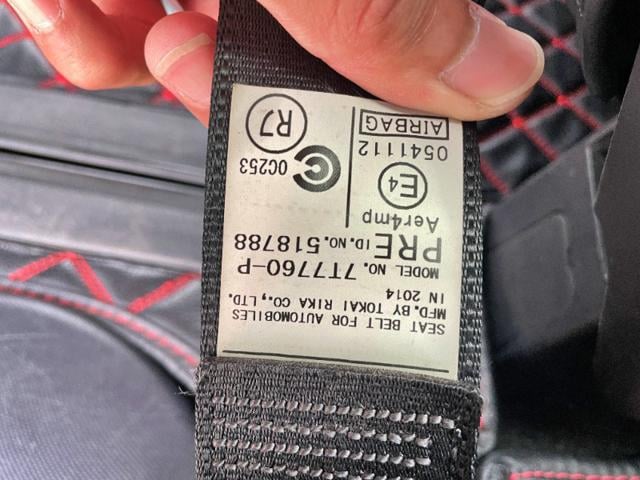 SEAT BELT FOR AUTOMOBILES
MFD. BY TOKAI RIKA CO., LTD.
IN 2014
MODEL NO. 7T7760-P
PRE ID. NO. 518788
Aer4mp
E4
0541112
AIRBAG
0C253
R7